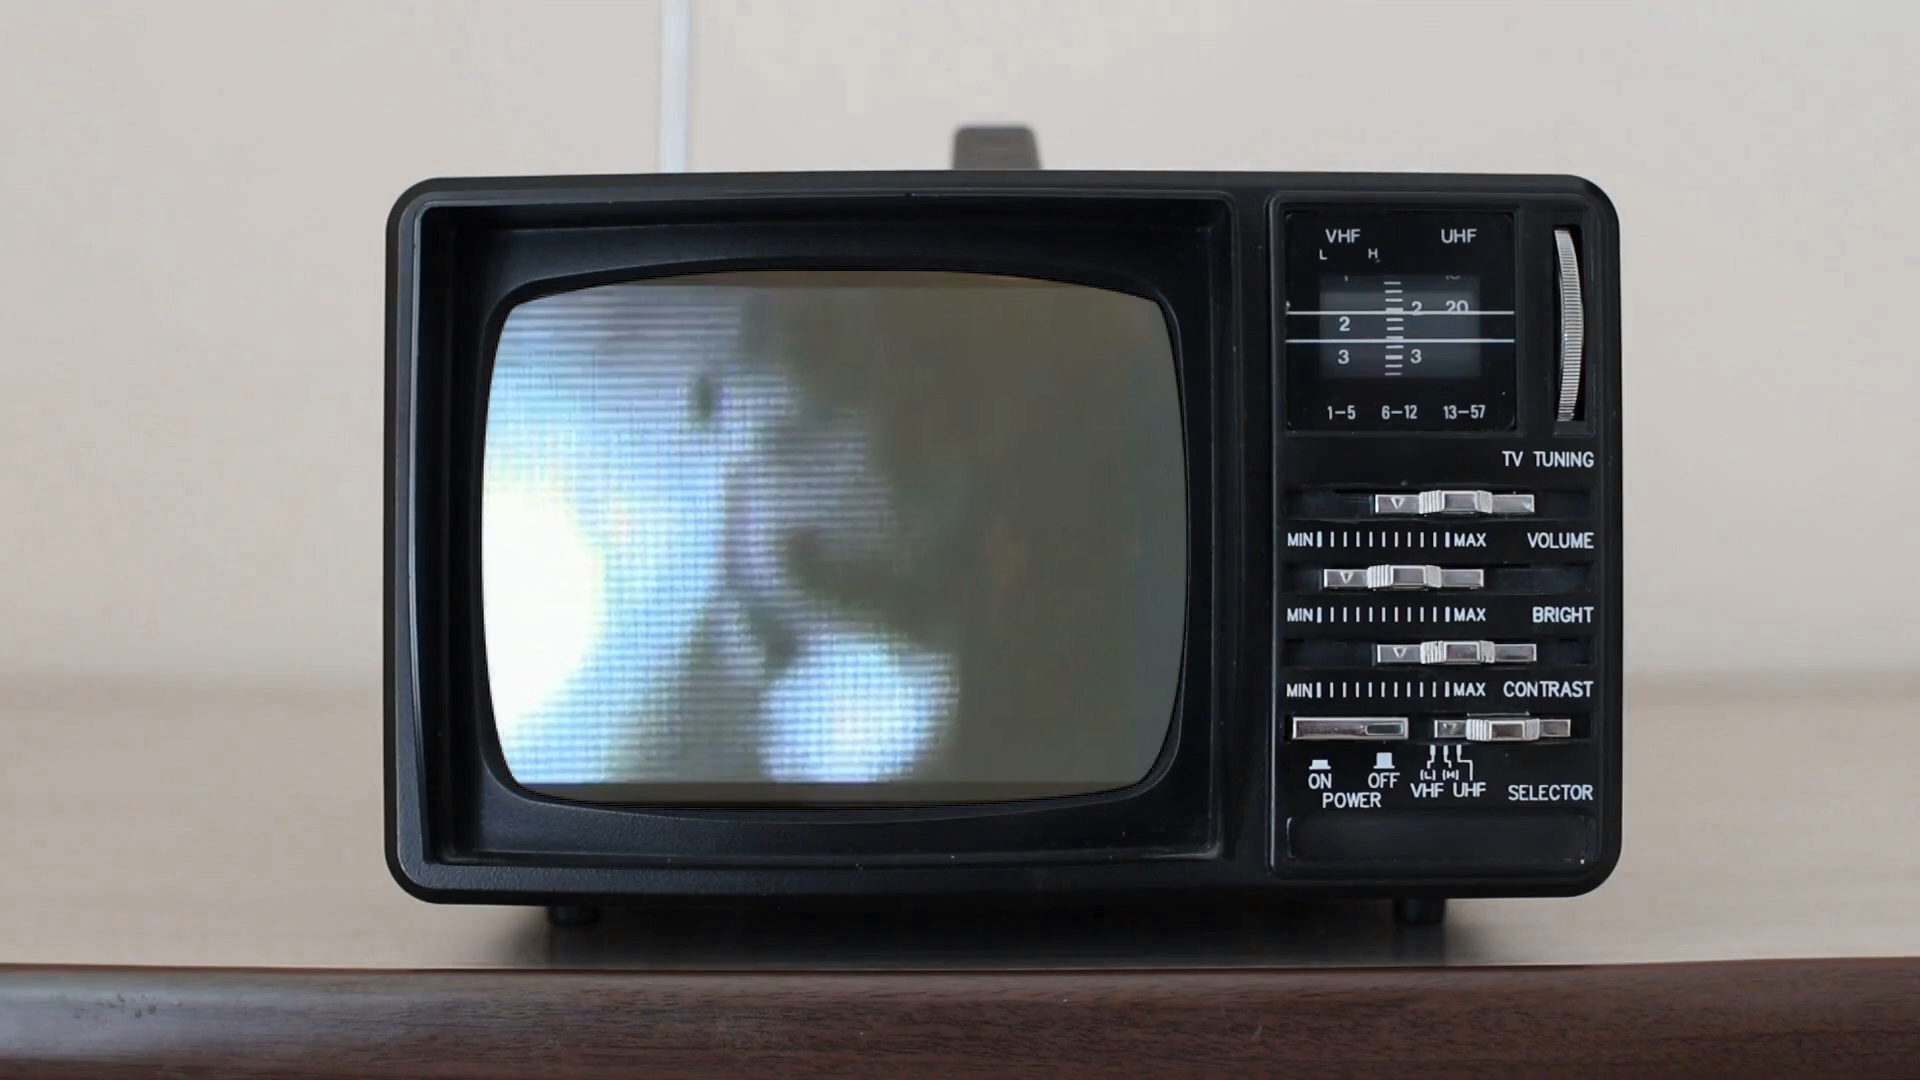 VHF UHF
L H
2 20
2
3 3
1-5 6-12 13-57
TV TUNING
MIN MAX VOLUME
MIN MAX BRIGHT
MIN MAX CONTRAST
ON OFF (L) (H)
POWER VHF UHF SELECTOR